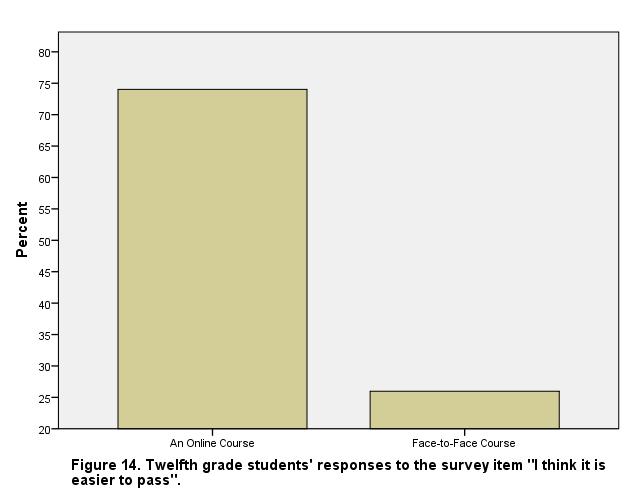 80
75
70
65
60
55
50
45
40
35
30
25
20
Percent
An Online Course
Face-to-Face Course
Figure 14. Twelfth grade students' responses to the survey item "I think it is
easier to pass".